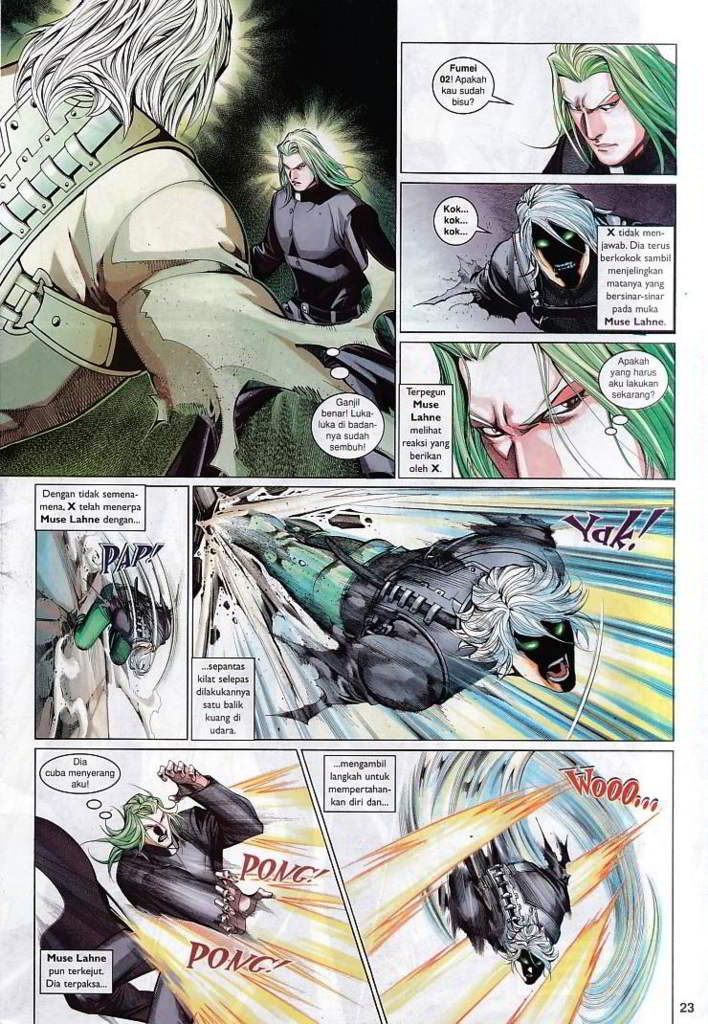 Ganjil
benar! Luka-
luka di badan-
nya sudah
sembuh!
Fumei
02! Apakah
kau sudah
bisu?
Kok...
kok...
kok...
X tidak men-
jawab. Dia terus
berkokok sambil
menjelingkan
matanya yang
bersinar-sinar
pada muka
Muse Lahne.
Terpegun
Muse
Lahne
melihat
reaksi yang
berikan
oleh X.
Apakah
yang harus
aku lakukan
sekarang?
Dengan tidak semena-
mena, X telah menerpa
Muse Lahne dengan...
PAP!
...sepantas
kilat selepas
dilakukannya
satu balik
kuang di
udara.
Yak!
Dia
cuba menyerang
aku!
PONG!
PONG!
Muse Lahne
pun terkejut.
Dia terpaksa...
...mengambil
langkah untuk
mempertahan-
kan diri dan...
WOOO...
23